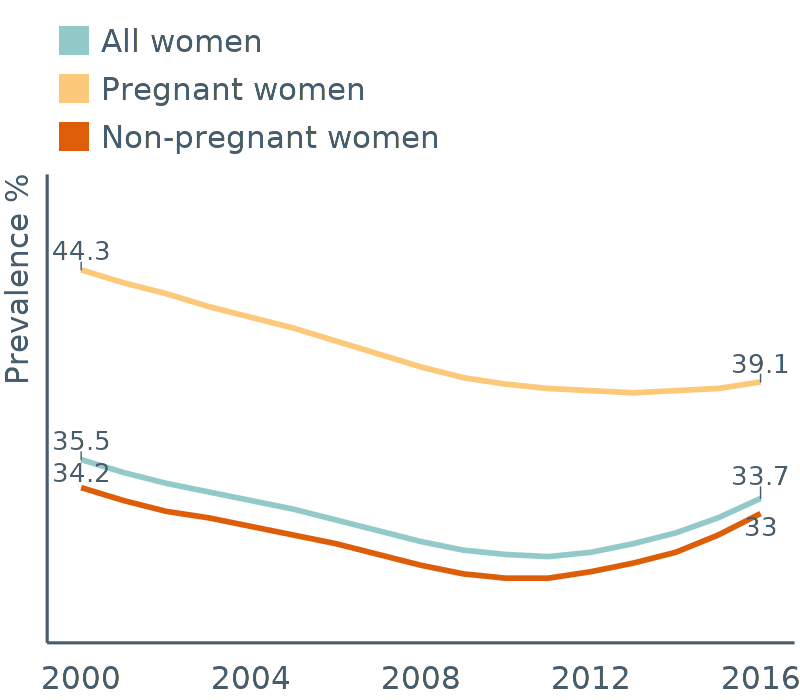 All women
Pregnant women
Non-pregnant women
Prevalence %
44.3
39.1
35.5
34.2
33.7
33
2000 2004 2008 2012 2016